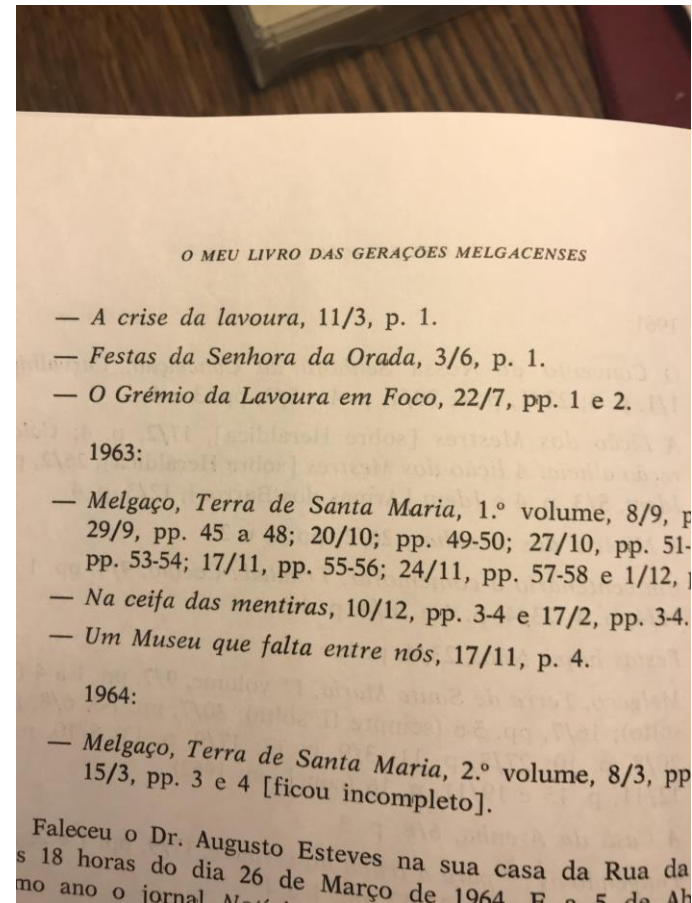 O MEU LIVRO DAS GERAÇÕES MELGACENSES
— A crise da lavoura, 11/3, p. 1.
— Festas da Senhora da Orada, 3/6, p. 1.
— O Grémio da Lavoura em Foco, 22/7, pp. 1 e 2.
1963:
— Melgaço, Terra de Santa Maria, 1.º volume, 8/9, p
29/9, pp. 45 a 48; 20/10; pp. 49-50; 27/10, pp. 51-
pp. 53-54; 17/11, pp. 55-56; 24/11, pp. 57-58 e 1/12,
— Na ceifa das mentiras, 10/12, pp. 3-4 e 17/2, pp. 3-4.
— Um Museu que falta entre nós, 17/11, p. 4.
1964:
— Melgaço, Terra de Santa Maria, 2.º volume, 8/3, pp
15/3, pp. 3 e 4 [ficou incompleto].
Faleceu o Dr. Augusto Esteves na sua casa da Rua da
s 18 horas do dia 26 de Março de 1964. E a 5 de Ab
mo ano o jornal